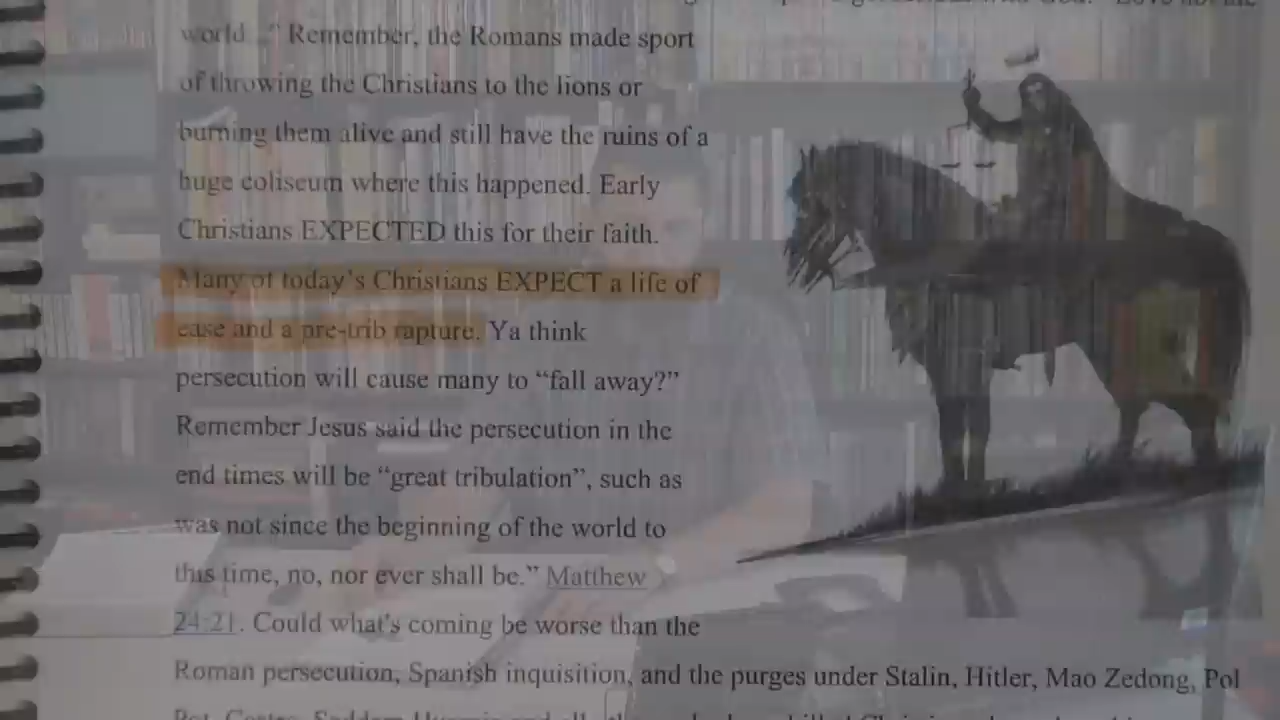 world..." Remember, the Romans made sport
of throwing the Christians to the lions or
burning them alive and still have the ruins of a
huge coliseum where this happened. Early
Christians EXPECTED this for their faith.
Many of today's Christians EXPECT a life of
ease and a pre-trib rapture. Ya think
persecution will cause many to “fall away?”
Remember Jesus said the persecution in the
end times will be “great tribulation”, such as
was not since the beginning of the world to
this time, no, nor ever shall be.” Matthew
24:21. Could what's coming be worse than the
Roman persecution, Spanish inquisition, and the purges under Stalin, Hitler, Mao Zedong, Pol